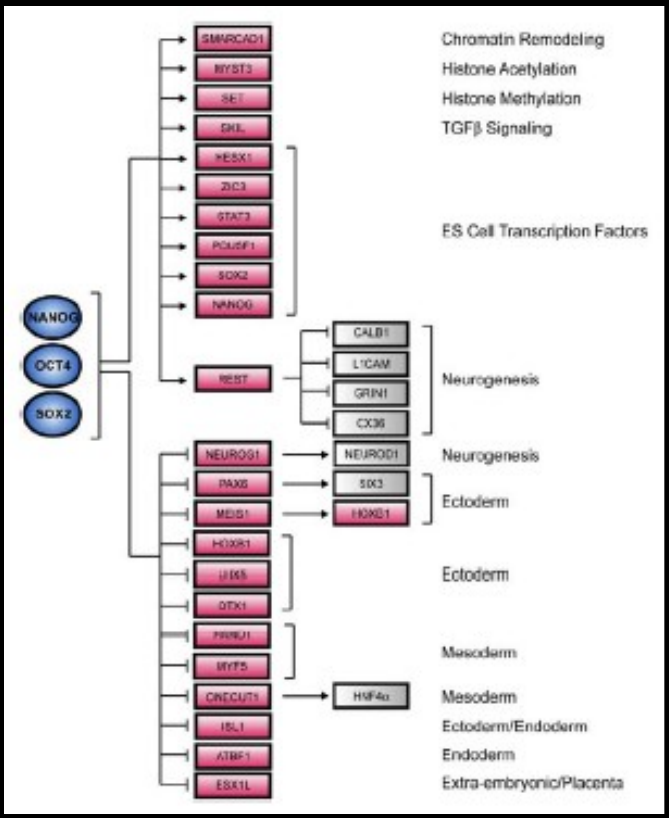 SMARCAD1 Chromatin Remodeling
MYST3 Histone Acetylation
SET Histone Methylation
SKIL TGFβ Signaling
HESX1
ZIC3
STAT3
POU5F1
SOX2
NANOG
ES Cell Transcription Factors
NANOG
OCT4
SOX2
REST
CALB1
L1CAM
GRIN1
CX36
Neurogenesis
NEUROG1 NEUROD1 Neurogenesis
PAX6 SIX3
MEIS1 HOXB1
Ectoderm
HOXB1
LHX5
OTX1
Ectoderm
HAND1
MYF5
Mesoderm
ONECUT1 HNF4α Mesoderm
ISL1 Ectoderm/Endoderm
ATBF1 Endoderm
ESX1L Extra-embryonic/Placenta